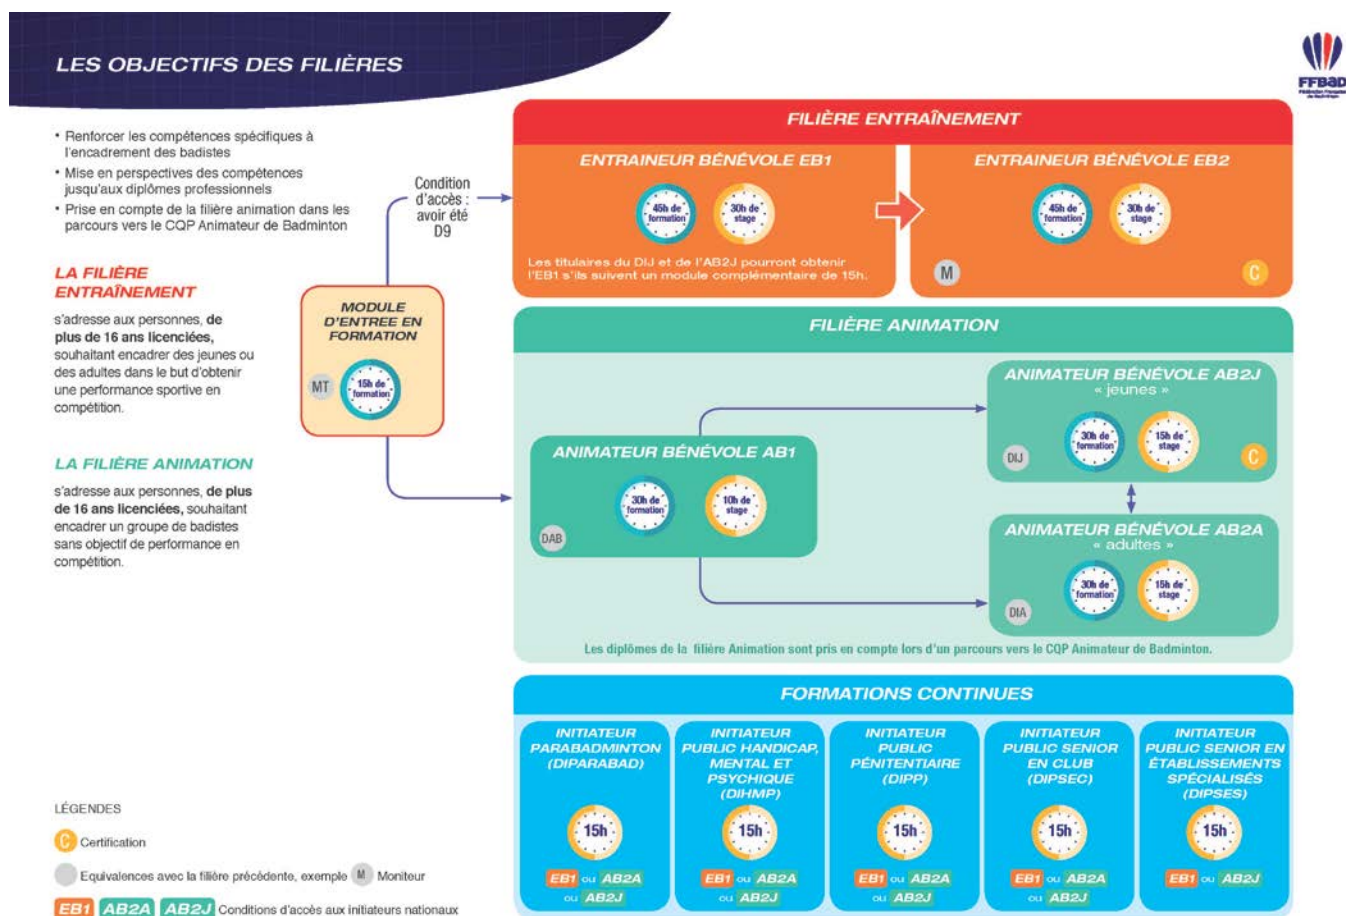 LES OBJECTIFS DES FILIÈRES
FFBaD
Fédération Française
de Badminton
• Renforcer les compétences spécifiques à
l'encadrement des badistes
• Mise en perspectives des compétences
jusqu'aux diplômes professionnels
• Prise en compte de la filière animation dans les
parcours vers le CQP Animateur de Badminton
LA FILIÈRE
ENTRAÎNEMENT
s'adresse aux personnes, de
plus de 16 ans licenciées,
souhaitant encadrer des jeunes ou
des adultes dans le but d'obtenir
une performance sportive en
compétition.
LA FILIÈRE ANIMATION
s'adresse aux personnes, de plus
de 16 ans licenciées, souhaitant
encadrer un groupe de badistes
sans objectif de performance en
compétition.
MODULE
D'ENTREE EN
FORMATION
MT
15h de
formation
Condition
d'accès :
avoir été
D9
FILIÈRE ENTRAÎNEMENT
ENTRAINEUR BÉNÉVOLE EB1
45h de
formation
30h de
stage
Les titulaires du DIJ et de l'AB2J pourront obtenir
l'EB1 s'ils suivent un module complémentaire de 15h.
ENTRAINEUR BÉNÉVOLE EB2
45h de
formation
30h de
stage
M
C
FILIÈRE ANIMATION
ANIMATEUR BÉNÉVOLE AB1
30h de
formation
10h de
stage
DAB
ANIMATEUR BÉNÉVOLE AB2J
« jeunes »
30h de
formation
15h de
stage
DIJ
C
ANIMATEUR BÉNÉVOLE AB2A
« adultes »
30h de
formation
15h de
stage
DIA
Les diplômes de la filière Animation sont pris en compte lors d'un parcours vers le CQP Animateur de Badminton.
FORMATIONS CONTINUES
INITIATEUR
PARABADMINTON
(DIPARABAD)
15h
EB1 ou AB2A
ou AB2J
INITIATEUR
PUBLIC HANDICAP,
MENTAL ET
PSYCHIQUE
(DIHMP)
15h
EB1 ou AB2A
ou AB2J
INITIATEUR
PUBLIC
PÉNITENTIAIRE
(DIPP)
15h
EB1 ou AB2A
ou AB2J
INITIATEUR
PUBLIC SENIOR
EN CLUB
(DIPSEC)
15h
EB1 ou AB2A
ou AB2J
INITIATEUR
PUBLIC SENIOR EN
ÉTABLISSEMENTS
SPÉCIALISÉS
(DIPSES)
15h
EB1 ou AB2J
LÉGENDES
C Certification
Equivalences avec la filière précédente, exemple M Moniteur
EB1 AB2A AB2J Conditions d'accès aux initiateurs nationaux